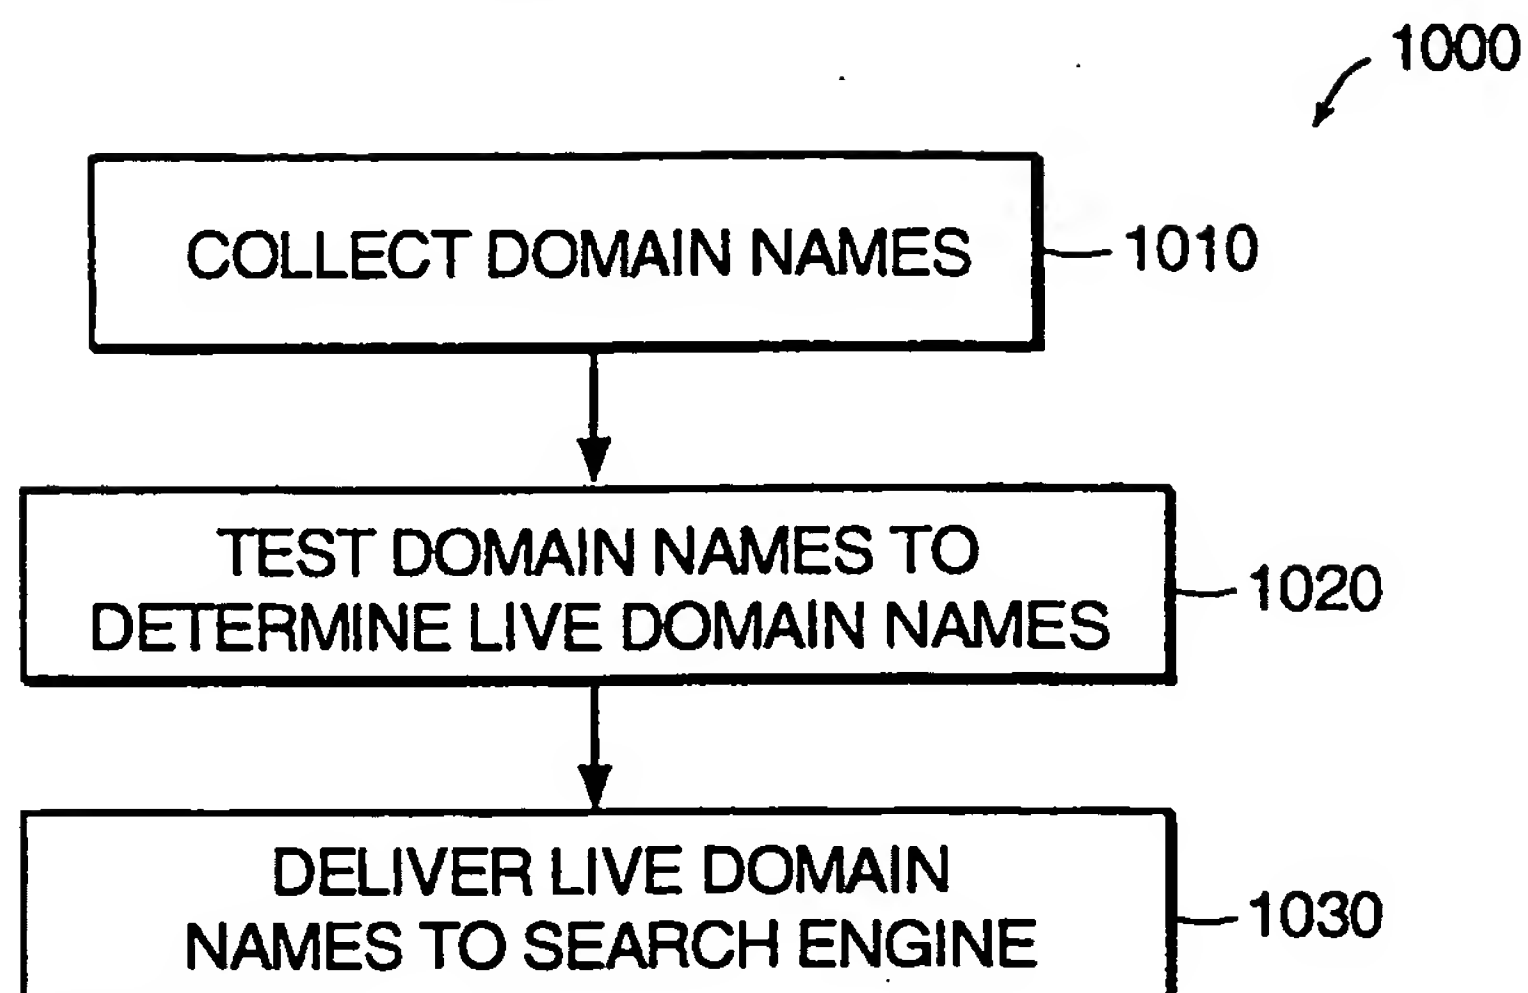 1000
COLLECT DOMAIN NAMES
1010
TEST DOMAIN NAMES TO
DETERMINE LIVE DOMAIN NAMES
1020
DELIVER LIVE DOMAIN
NAMES TO SEARCH ENGINE
1030